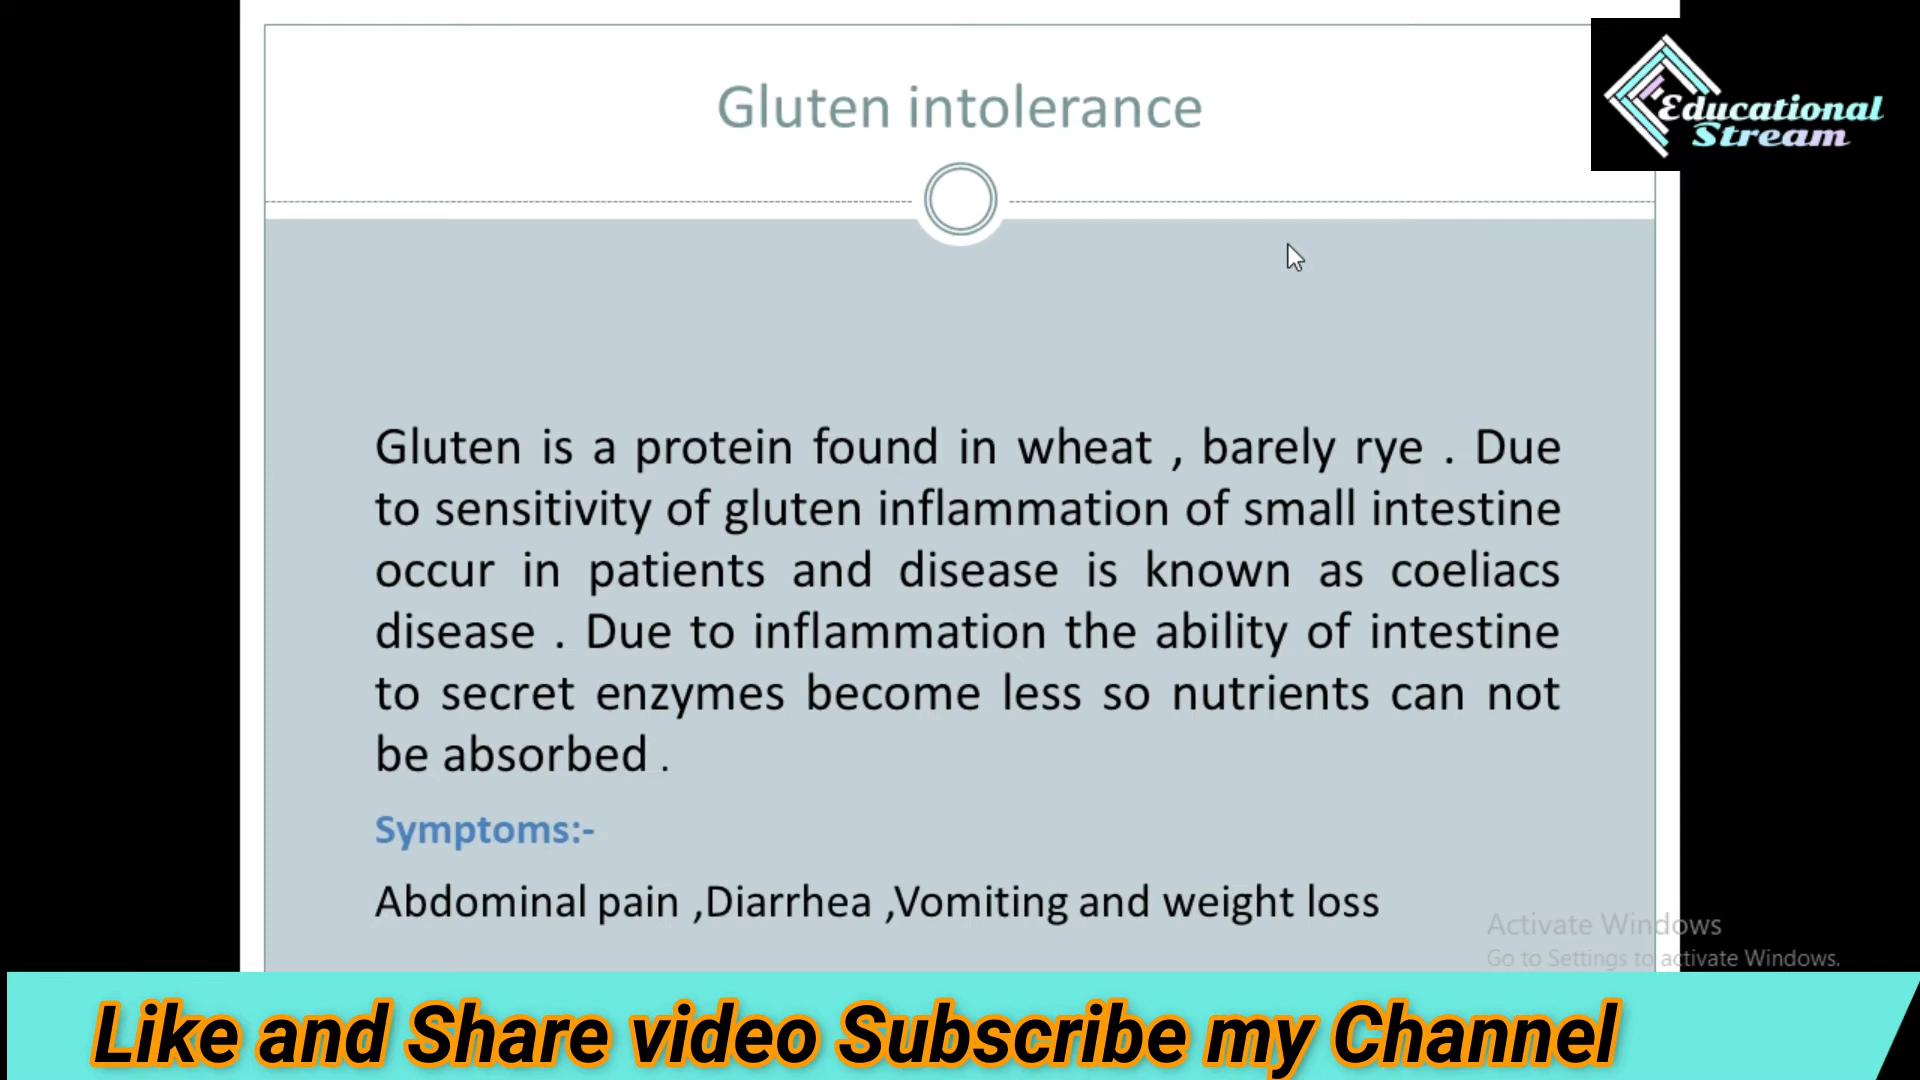 Gluten intolerance
Educational
Stream
Gluten is a protein found in wheat , barely rye . Due
to sensitivity of gluten inflammation of small intestine
occur in patients and disease is known as coeliacs
disease . Due to inflammation the ability of intestine
to secret enzymes become less so nutrients can not
be absorbed .
Symptoms:-
Abdominal pain ,Diarrhea ,Vomiting and weight loss
Activate Windows
Go to Settings to activate Windows.
Like and Share video Subscribe my Channel